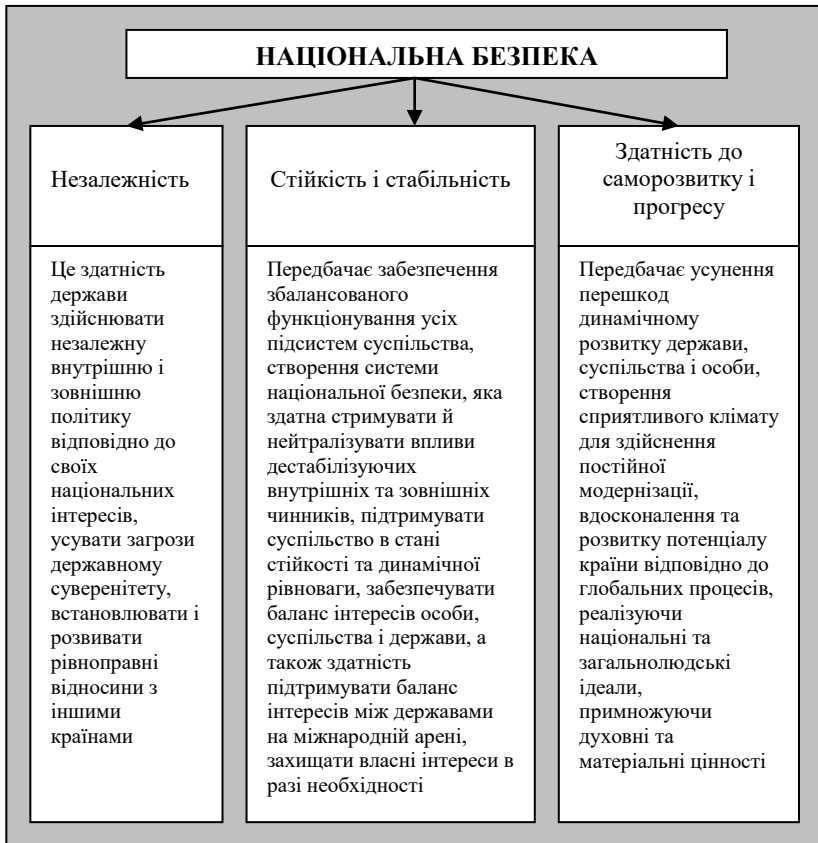 НАЦІОНАЛЬНА БЕЗПЕКА
Незалежність
Це здатність
держави
здійснювати
незалежну
внутрішню і
зовнішню
політику
відповідно до
своїх
національних
інтересів,
усувати загрози
державному
суверенітету,
встановлювати і
розвивати
рівноправні
відносини з
іншими
країнами
Стійкість і стабільність
Передбачає забезпечення
збалансованого
функціонування усіх
підсистем суспільства,
створення системи
національної безпеки, яка
здатна стримувати й
нейтралізувати впливи
дестабілізуючих
внутрішніх та зовнішніх
чинників, підтримувати
суспільство в стані
стійкості та динамічної
рівноваги, забезпечувати
баланс інтересів особи,
суспільства і держави, а
також здатність
підтримувати баланс
інтересів між державами
на міжнародній арені,
захищати власні інтереси в
разі необхідності
Здатність до
саморозвитку і
прогресу
Передбачає усунення
перешкод
динамічному
розвитку держави,
суспільства і особи,
створення
сприятливого клімату
для здійснення
постійної
модернізації,
вдосконалення та
розвитку потенціалу
країни відповідно до
глобальних процесів,
реалізуючи
національні та
загальнолюдські
ідеали,
примножуючи
духовні та
матеріальні цінності